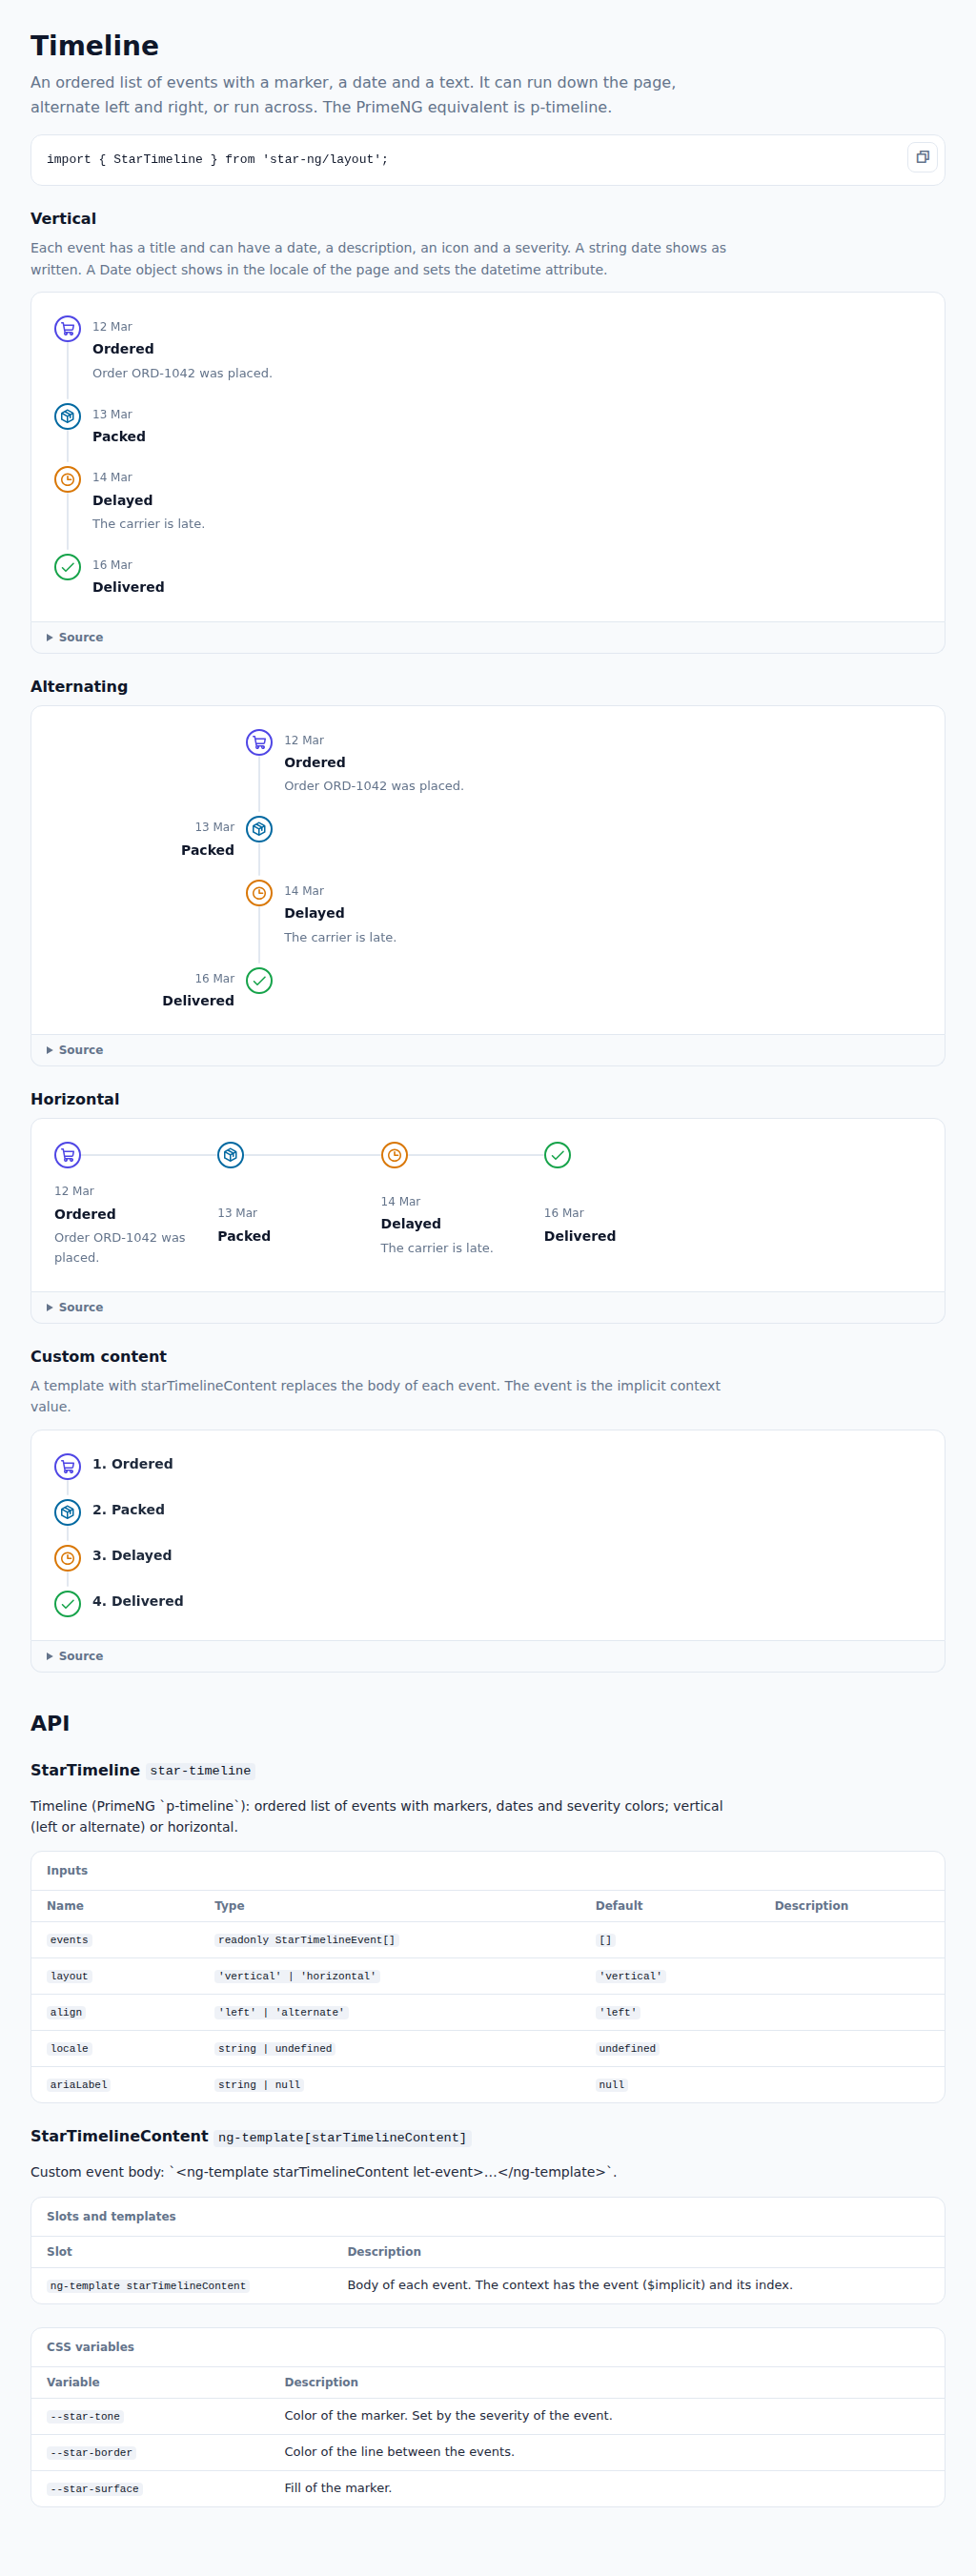 Timeline
An ordered list of events with a marker, a date and a text. It can run down the page,
alternate left and right, or run across. The PrimeNG equivalent is p-timeline.
import { StarTimeline } from 'star-ng/layout';
Vertical
Each event has a title and can have a date, a description, an icon and a severity. A string date shows as
written. A Date object shows in the locale of the page and sets the datetime attribute.
12 Mar
Ordered
Order ORD-1042 was placed.
13 Mar
Packed
14 Mar
Delayed
The carrier is late.
16 Mar
Delivered
Source
Alternating
12 Mar
Ordered
Order ORD-1042 was placed.
13 Mar
Packed
14 Mar
Delayed
The carrier is late.
16 Mar
Delivered
Source
Horizontal
12 Mar
Ordered
Order ORD-1042 was
placed.
13 Mar
Packed
14 Mar
Delayed
The carrier is late.
16 Mar
Delivered
Source
Custom content
A template with starTimelineContent replaces the body of each event. The event is the implicit context
value.
1. Ordered
2. Packed
3. Delayed
4. Delivered
Source
API
StarTimeline star-timeline
Timeline (PrimeNG `p-timeline`): ordered list of events with markers, dates and severity colors; vertical
(left or alternate) or horizontal.
Inputs
Name Type Default Description
events readonly StarTimelineEvent[] []
layout 'vertical' | 'horizontal' 'vertical'
align 'left' | 'alternate' 'left'
locale string | undefined undefined
ariaLabel string | null null
StarTimelineContent ng-template[starTimelineContent]
Custom event body: `<ng-template starTimelineContent let-event>…</ng-template>`.
Slots and templates
Slot Description
ng-template starTimelineContent Body of each event. The context has the event ($implicit) and its index.
CSS variables
Variable Description
--star-tone Color of the marker. Set by the severity of the event.
--star-border Color of the line between the events.
--star-surface Fill of the marker.